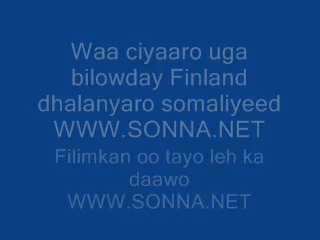 Waa ciyaaro uga
bilowday Finland
dhalanyaro somaliyeed
WWW.SONNA.NET
Filimkan oo tayo leh ka
daawo
WWW.SONNA.NET